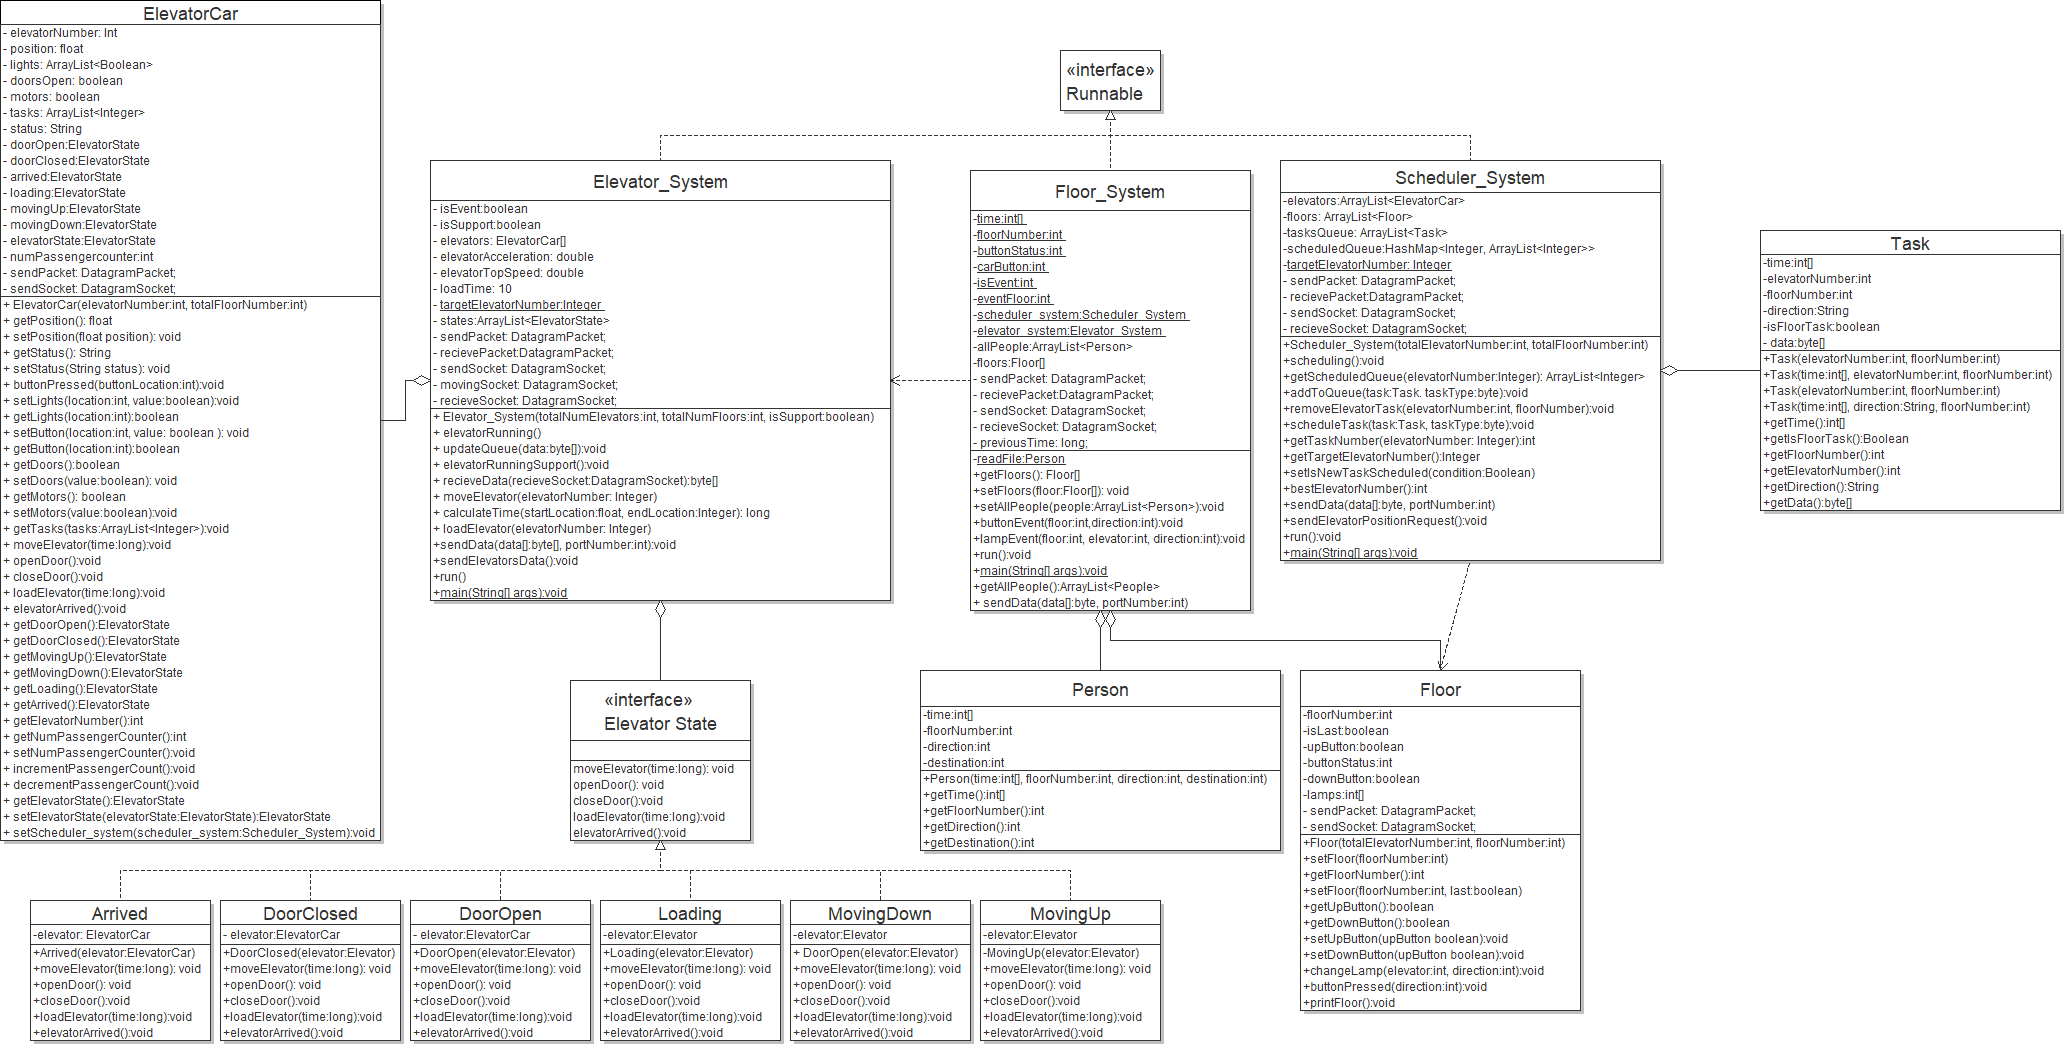 ElevatorCar
- elevatorNumber: Int
- position: float
- lights: ArrayList<Boolean>
- doorsOpen: boolean
- motors: boolean
- tasks: ArrayList<Integer>
- status: String
- doorOpen:ElevatorState
- doorClosed:ElevatorState
- arrived:ElevatorState
- loading:ElevatorState
- movingUp:ElevatorState
- movingDown:ElevatorState
- elevatorState:ElevatorState
- numPassengercounter:int
- sendPacket: DatagramPacket;
- sendSocket: DatagramSocket;
+ ElevatorCar(elevatorNumber:int, totalFloorNumber:int)
+ getPosition(): float
+ setPosition(float position): void
+ getStatus(): String
+ setStatus(String status): void
+ buttonPressed(buttonLocation:int):void
+ setLights(location:int, value:boolean):void
+ getLights(location:int):boolean
+ setButton(location:int, value: boolean ): void
+ getButton(location:int):boolean
+ getDoors():boolean
+ setDoors(value:boolean): void
+ getMotors(): boolean
+ setMotors(value:boolean):void
+ getTasks(tasks:ArrayList<Integer>):void
+ moveElevator(time:long):void
+ openDoor():void
+ closeDoor():void
+ loadElevator(time:long):void
+ elevatorArrived():void
+ getDoorOpen():ElevatorState
+ getDoorClosed():ElevatorState
+ getMovingUp():ElevatorState
+ getMovingDown():ElevatorState
+ getLoading():ElevatorState
+ getArrived():ElevatorState
+ getElevatorNumber():int
+ getNumPassengerCounter():int
+ setNumPassengerCounter():void
+ incrementPassengerCount():void
+ decrementPassengerCount():void
+ getElevatorState():ElevatorState
+ setElevatorState(elevatorState:ElevatorState):ElevatorState
+ setScheduler_system(scheduler_system:Scheduler_System):void
«interface»
Runnable
Elevator_System
- isEvent:boolean
- isSupport:boolean
- elevators: ElevatorCar[]
- elevatorAcceleration: double
- elevatorTopSpeed: double
- loadTime: 10
- targetElevatorNumber:Integer
- states:ArrayList<ElevatorState>
- sendPacket: DatagramPacket;
- recievePacket:DatagramPacket;
- sendSocket: DatagramSocket;
- movingSocket: DatagramSocket;
- recieveSocket: DatagramSocket;
+ Elevator_System(totalNumElevators:int, totalNumFloors:int, isSupport:boolean)
+ elevatorRunning()
+ updateQueue(data:byte[]):void
+ elevatorRunningSupport():void
+ recieveData(recieveSocket:DatagramSocket):byte[]
+ moveElevator(elevatorNumber: Integer)
+ calculateTime(startLocation:float, endLocation:Integer): long
+ loadElevator(elevatorNumber: Integer)
+sendData(data[]:byte[], portNumber:int):void
+sendElevatorsData():void
+run()
+main(String[] args):void
Floor_System
-time:int[]
-floorNumber:int
-buttonStatus:int
-carButton:int
-isEvent:int
-eventFloor:int
-scheduler_system:Scheduler_System
-elevator_system:Elevator_System
-allPeople:ArrayList<Person>
-floors:Floor[]
- sendPacket: DatagramPacket;
- recievePacket:DatagramPacket;
- sendSocket: DatagramSocket;
- recieveSocket: DatagramSocket;
- previousTime: long;
-readFile:Person
+getFloors(): Floor[]
+setFloors(floor:Floor[]): void
+setAllPeople(people:ArrayList<Person>):void
+buttonEvent(floor:int,direction:int):void
+lampEvent(floor:int, elevator:int, direction:int):void
+run():void
+main(String[] args):void
+getAllPeople():ArrayList<People>
+ sendData(data[]:byte, portNumber:int)
Scheduler_System
-elevators:ArrayList<ElevatorCar>
-floors: ArrayList<Floor>
-tasksQueue: ArrayList<Task>
-scheduledQueue:HashMap<Integer, ArrayList<Integer>>
-targetElevatorNumber: Integer
- sendPacket: DatagramPacket;
- recievePacket:DatagramPacket;
- sendSocket: DatagramSocket;
- recieveSocket: DatagramSocket;
+Scheduler_System(totalElevatorNumber:int, totalFloorNumber:int)
+scheduling():void
+getScheduledQueue(elevatorNumber:Integer): ArrayList<Integer>
+addToQueue(task:Task. taskType:byte):void
+removeElevatorTask(elevatorNumber:int, floorNumber):void
+scheduleTask(task:Task, taskType:byte):void
+getTaskNumber(elevatorNumber: Integer):int
+getTargetElevatorNumber():Integer
+setIsNewTaskScheduled(condition:Boolean)
+bestElevatorNumber():int
+sendData(data[]:byte, portNumber:int)
+sendElevatorPositionRequest():void
+run():void
+main(String[] args):void
Task
-time:int[]
-elevatorNumber:int
-floorNumber:int
-direction:String
-isFloorTask:boolean
- data:byte[]
+Task(elevatorNumber:int, floorNumber:int)
+Task(time:int[], elevatorNumber:int, floorNumber:int)
+Task(elevatorNumber:int, floorNumber:int)
+Task(time:int[], direction:String, floorNumber:int)
+getTime():int[]
+getIsFloorTask():Boolean
+getFloorNumber():int
+getElevatorNumber():int
+getDirection():String
+getData():byte[]
«interface»
Elevator State
moveElevator(time:long): void
openDoor(): void
closeDoor():void
loadElevator(time:long):void
elevatorArrived():void
Person
-time:int[]
-floorNumber:int
-direction:int
-destination:int
+Person(time:int[], floorNumber:int, direction:int, destination:int)
+getTime():int[]
+getFloorNumber():int
+getDirection():int
+getDestination():int
Floor
-floorNumber:int
-isLast:boolean
-upButton:boolean
-buttonStatus:int
-downButton:boolean
-lamps:int[]
- sendPacket: DatagramPacket;
- sendSocket: DatagramSocket;
+Floor(totalElevatorNumber:int, floorNumber:int)
+setFloor(floorNumber:int)
+getFloorNumber():int
+setFloor(floorNumber:int, last:boolean)
+getUpButton():boolean
+getDownButton():boolean
+setUpButton(upButton boolean):void
+setDownButton(upButton boolean):void
+changeLamp(elevator:int, direction:int):void
+buttonPressed(direction:int):void
+printFloor():void
Arrived
-elevator: ElevatorCar
+Arrived(elevator:ElevatorCar)
+moveElevator(time:long): void
+openDoor(): void
+closeDoor():void
+loadElevator(time:long):void
+elevatorArrived():void
DoorClosed
- elevator:ElevatorCar
+DoorClosed(elevator:Elevator)
+moveElevator(time:long): void
+openDoor(): void
+closeDoor():void
+loadElevator(time:long):void
+elevatorArrived():void
DoorOpen
- elevator:ElevatorCar
+DoorOpen(elevator:Elevator)
+moveElevator(time:long): void
+openDoor(): void
+closeDoor():void
+loadElevator(time:long):void
+elevatorArrived():void
Loading
-elevator:Elevator
+Loading(elevator:Elevator)
+moveElevator(time:long): void
+openDoor(): void
+closeDoor():void
+loadElevator(time:long):void
+elevatorArrived():void
MovingDown
-elevator:Elevator
+ DoorOpen(elevator:Elevator)
+moveElevator(time:long): void
+openDoor(): void
+closeDoor():void
+loadElevator(time:long):void
+elevatorArrived():void
MovingUp
-elevator:Elevator
-MovingUp(elevator:Elevator)
+moveElevator(time:long): void
+openDoor(): void
+closeDoor():void
+loadElevator(time:long):void
+elevatorArrived():void